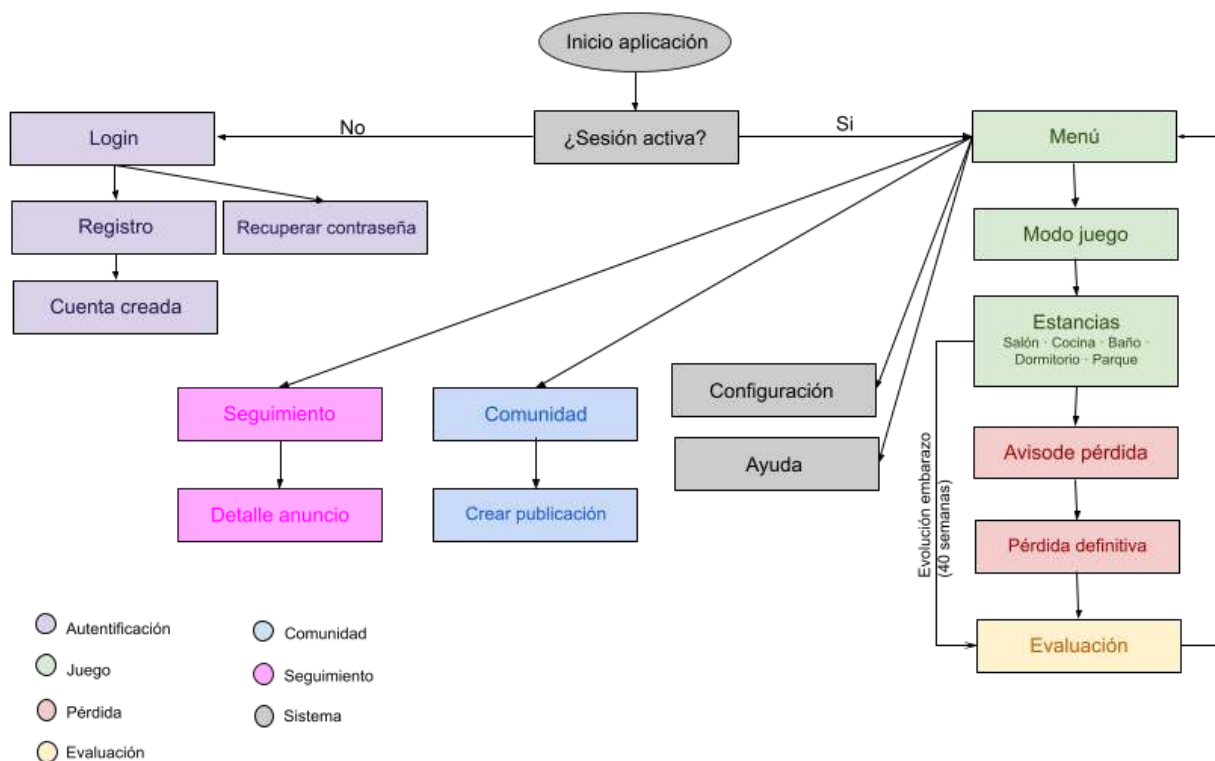 Inicio aplicación
Login
No
¿Sesión activa?
Si
Menú
Registro
Recuperar contraseña
Modo juego
Cuenta creada
Estancias
Salón · Cocina · Baño ·
Dormitorio · Parque
Seguimiento
Comunidad
Configuración
Ayuda
Avisode pérdida
Detalle anuncio
Crear publicación
Evolución embarazo
(40 semanas)
Pérdida definitiva
Evaluación
Autentificación
Comunidad
Juego
Seguimiento
Pérdida
Sistema
Evaluación